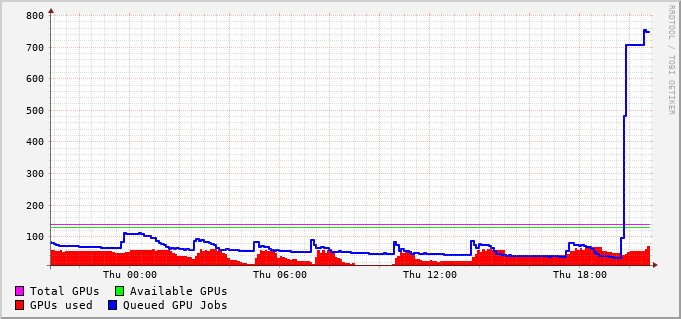 800
700
600
500
400
300
200
100
Thu 00:00 Thu 06:00 Thu 12:00 Thu 18:00
Total GPUs Available GPUs
GPUs used Queued GPU Jobs
RRDTOOL / TOBI OETIKER